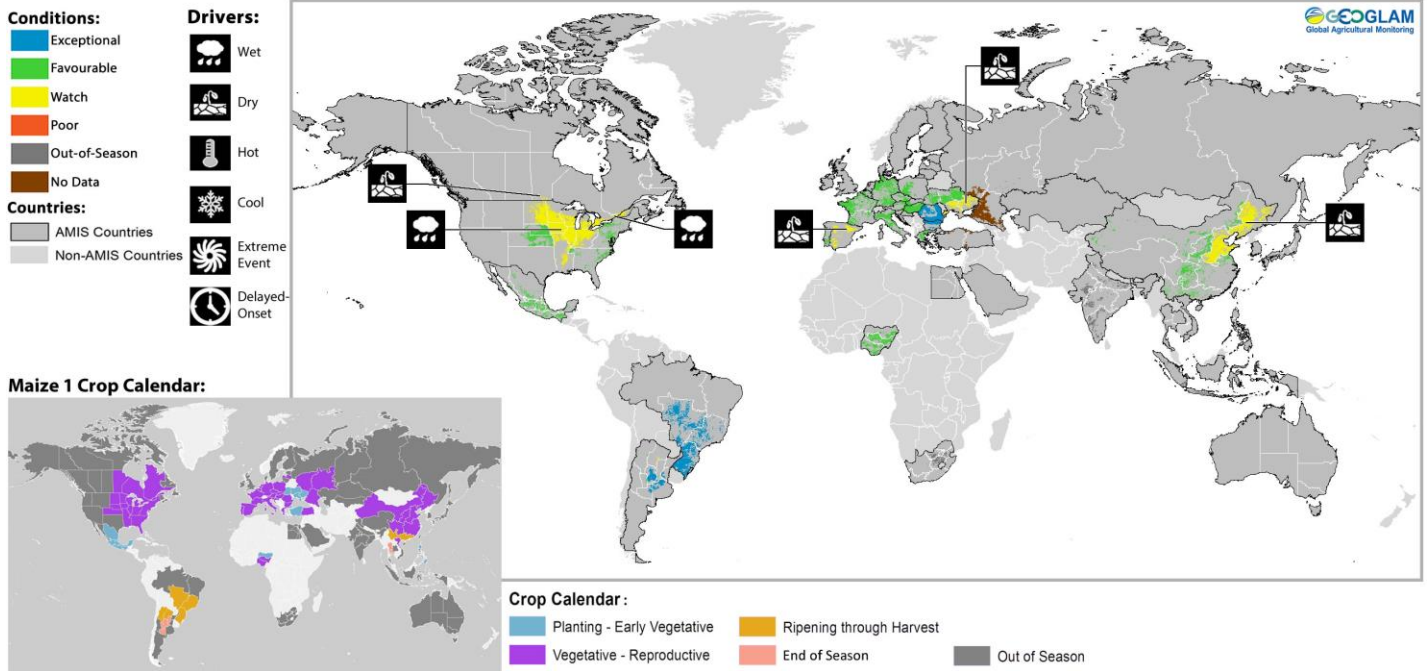 Conditions:
Exceptional
Favourable
Watch
Poor
Out-of-Season
No Data
Countries:
AMIS Countries
Non-AMIS Countries
Drivers:
Wet
Dry
Hot
Cool
Extreme
Event
Delayed-
Onset
GEOGLAM
Global Agricultural Monitoring
Maize 1 Crop Calendar:
Crop Calendar :
Planting - Early Vegetative
Vegetative - Reproductive
Ripening through Harvest
End of Season
Out of Season